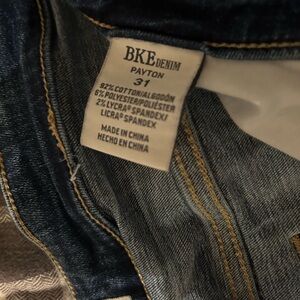 BKE DENIM
PAYTON
31
92% COTTON/ALGODÓN
6% POLYESTER/POLIÉSTER
2% LYCRA® SPANDEX/
LICRA® SPANDEX
MADE IN CHINA
HECHO EN CHINA